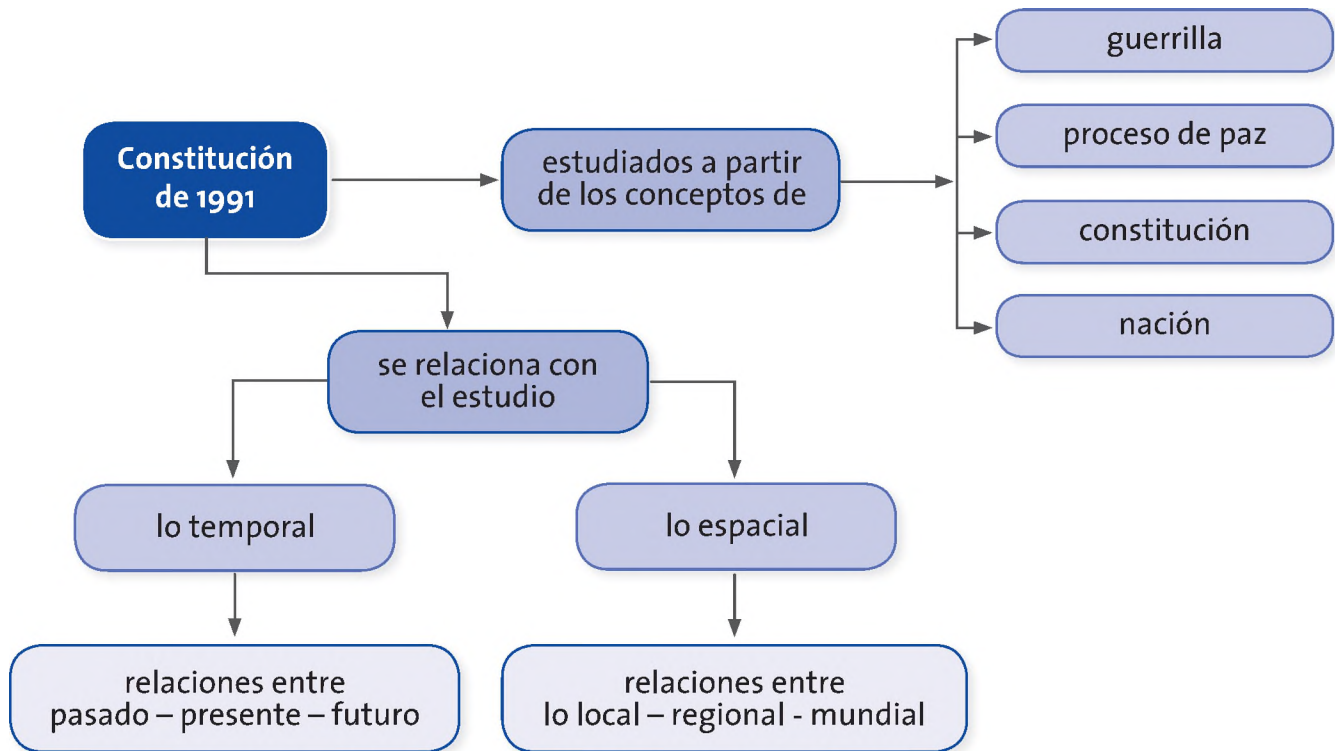 Constitución
de 1991
estudiados a partir
de los conceptos de
guerrilla
proceso de paz
constitución
nación
se relaciona con
el estudio
lo temporal
lo espacial
relaciones entre
pasado – presente – futuro
relaciones entre
lo local – regional - mundial